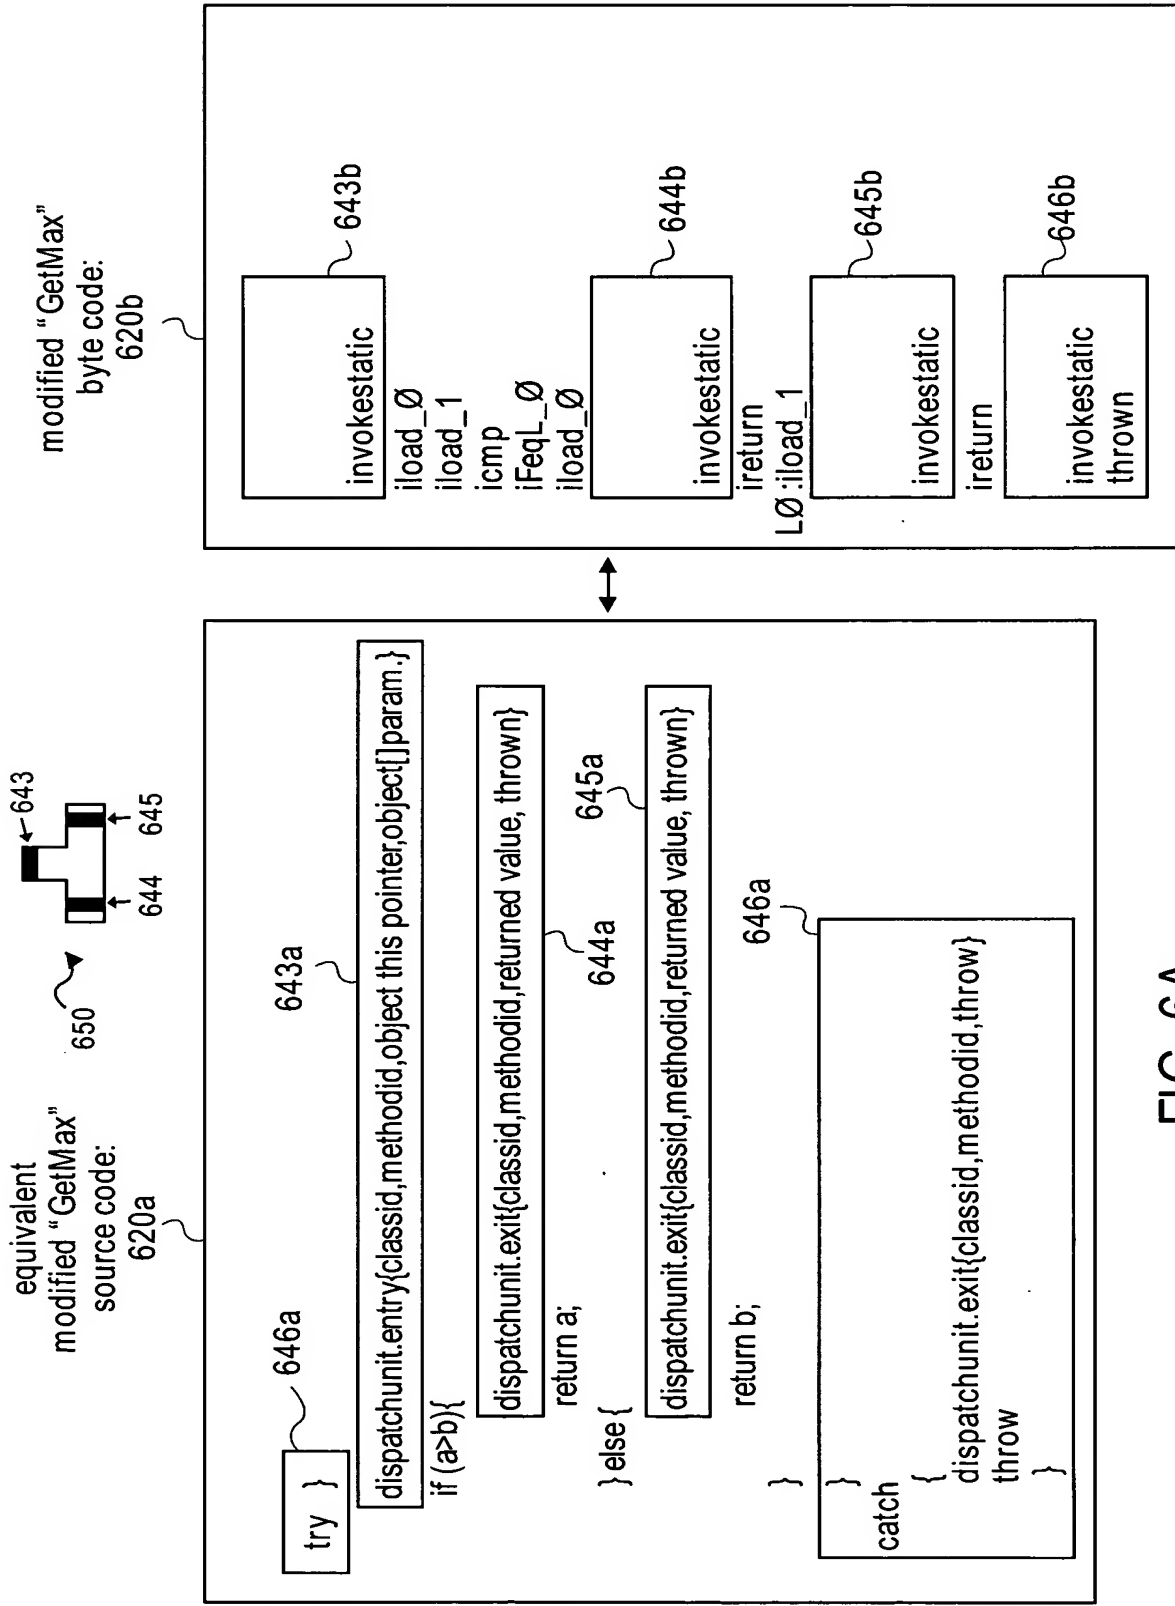 equivalent
modified “GetMax”
source code:
620a
650
643
644
645
646a
try }
643a
dispatchunit.entry{classid,methodid,object this pointer,object[]param.}
if (a>b){
dispatchunit.exit{classid,methodid,returned value, thrown}
644a
return a;
} else {
645a
dispatchunit.exit{classid,methodid,returned value, thrown}
return b;
}
646a
}
catch
{
dispatchunit.exit{classid,methodid,throw}
throw
}
modified “GetMax”
byte code:
620b
invokestatic
643b
iload_Ø
iload_1
icmp
iFeqL_Ø
iload_Ø
invokestatic
644b
ireturn
LØ:iload_1
invokestatic
645b
ireturn
invokestatic
thrown
646b
FIG. 6A